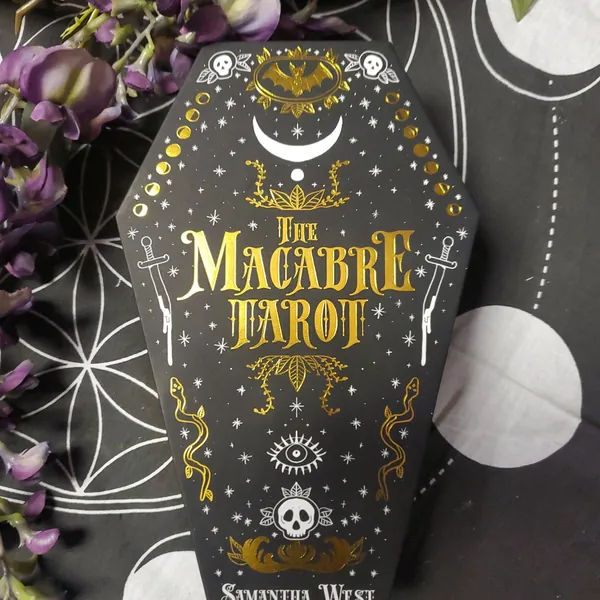 The
Macabre
Tarot
Samantha West